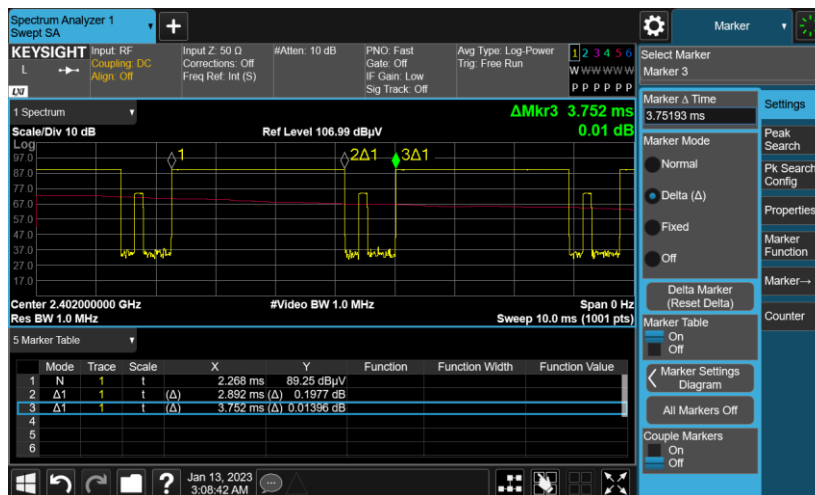 Spectrum Analyzer 1
Swept SA
+
Marker
KEYSIGHT
L
LXI
Input: RF
Coupling: DC
Align: Off
Input Z: 50 Ω
Corrections: Off
Freq Ref: Int (S)
#Atten: 10 dB
PNO: Fast
Gate: Off
IF Gain: Low
Sig Track: Off
Avg Type: Log-Power
Trig: Free Run
1 2 3 4 5 6
W W W W W W
P P P P P P
Select Marker
Marker 3
1 Spectrum
ΔMkr3 3.752 ms
0.01 dB
Scale/Div 10 dB
Ref Level 106.99 dBµV
Log
97.0
87.0
77.0
67.0
57.0
47.0
37.0
27.0
17.0
1
2Δ1
3Δ1
Center 2.402000000 GHz
#Video BW 1.0 MHz
Span 0 Hz
Res BW 1.0 MHz
Sweep 10.0 ms (1001 pts)
5 Marker Table
Mode Trace Scale X Y Function Function Width Function Value
1 N 1 t 2.268 ms 89.25 dBµV
2 Δ1 1 t (Δ) 2.892 ms (Δ) 0.1977 dB
3 Δ1 1 t (Δ) 3.752 ms (Δ) 0.01396 dB
4
5
6
Marker Δ Time
3.75193 ms
Marker Mode
Normal
Delta (Δ)
Fixed
Off
Delta Marker
(Reset Delta)
Marker Table
On
Off
Marker Settings
Diagram
All Markers Off
Couple Markers
On
Off
Settings
Peak
Search
Pk Search
Config
Properties
Marker
Function
Marker→
Counter
?
Jan 13, 2023
3:08:42 AM